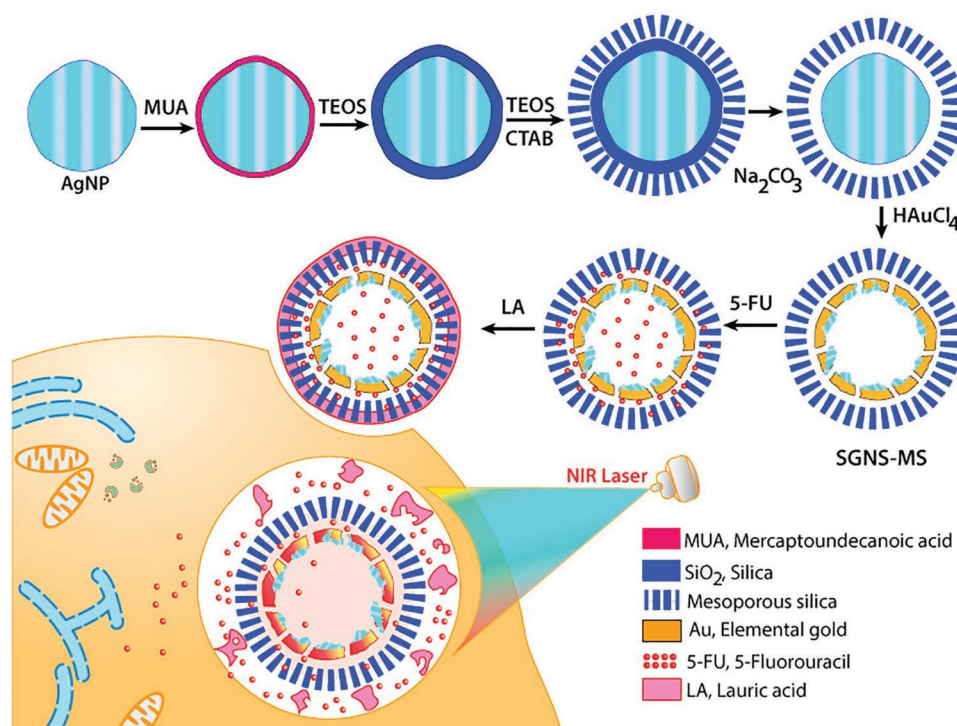 AgNP
MUA
TEOS
TEOS
CTAB
Na2CO3
HAuCl4
SGNS-MS
5-FU
LA
NIR Laser
MUA, Mercaptoundecanoic acid
SiO2, Silica
Mesoporous silica
Au, Elemental gold
5-FU, 5-Fluorouracil
LA, Lauric acid